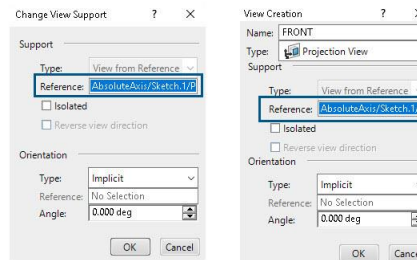 Change View Support ? ×
Support
Type: View from Reference
Reference: AbsoluteAxis/Sketch.1/P
Isolated
Reverse view direction
Orientation
Type: Implicit
Reference: No Selection
Angle: 0.000 deg
OK Cancel
View Creation ?
Name: FRONT
Type: Projection View
Support
Type: View from Reference
Reference: AbsoluteAxis/Sketch.1/
Isolated
Reverse view direction
Orientation
Type: Implicit
Reference: No Selection
Angle: 0.000 deg
OK Cance